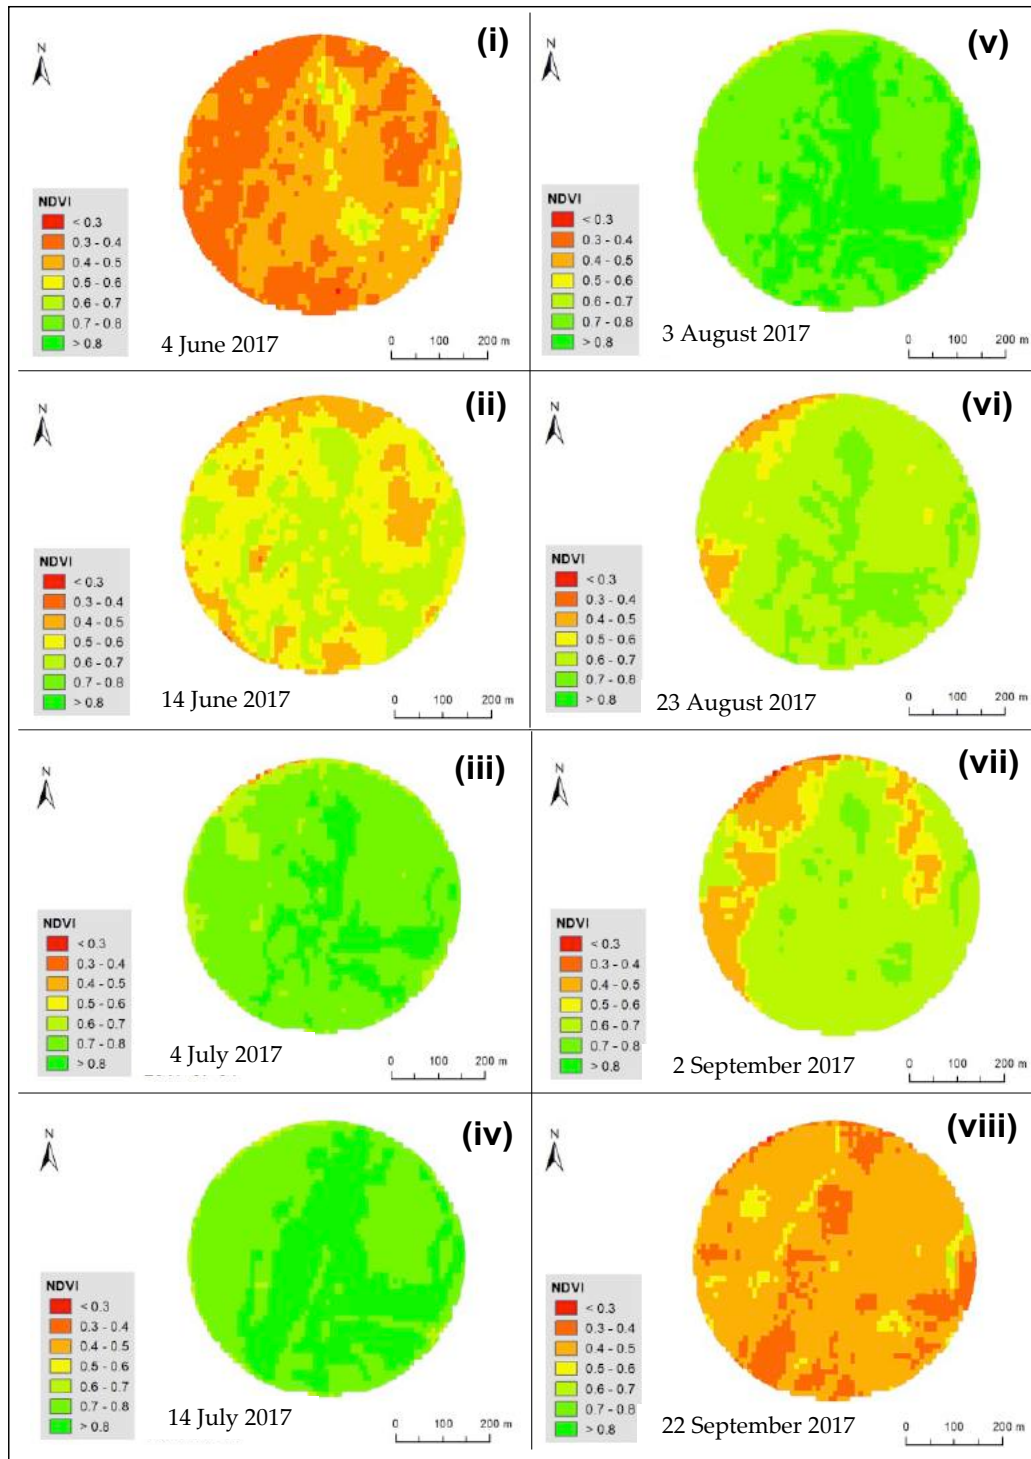 (i)
N
NDVI
< 0.3
0.3 - 0.4
0.4 - 0.5
0.5 - 0.6
0.6 - 0.7
0.7 - 0.8
> 0.8
4 June 2017
0 100 200 m
(ii)
N
NDVI
< 0.3
0.3 - 0.4
0.4 - 0.5
0.5 - 0.6
0.6 - 0.7
0.7 - 0.8
> 0.8
14 June 2017
0 100 200 m
(iii)
N
NDVI
< 0.3
0.3 - 0.4
0.4 - 0.5
0.5 - 0.6
0.6 - 0.7
0.7 - 0.8
> 0.8
4 July 2017
0 100 200 m
(iv)
N
NDVI
< 0.3
0.3 - 0.4
0.4 - 0.5
0.5 - 0.6
0.6 - 0.7
0.7 - 0.8
> 0.8
14 July 2017
0 100 200 m
(v)
N
NDVI
< 0.3
0.3 - 0.4
0.4 - 0.5
0.5 - 0.6
0.6 - 0.7
0.7 - 0.8
> 0.8
3 August 2017
0 100 200 m
(vi)
N
NDVI
< 0.3
0.3 - 0.4
0.4 - 0.5
0.5 - 0.6
0.6 - 0.7
0.7 - 0.8
> 0.8
23 August 2017
0 100 200 m
(vii)
N
NDVI
< 0.3
0.3 - 0.4
0.4 - 0.5
0.5 - 0.6
0.6 - 0.7
0.7 - 0.8
> 0.8
2 September 2017
0 100 200 m
(viii)
N
NDVI
< 0.3
0.3 - 0.4
0.4 - 0.5
0.5 - 0.6
0.6 - 0.7
0.7 - 0.8
> 0.8
22 September 2017
0 100 200 m